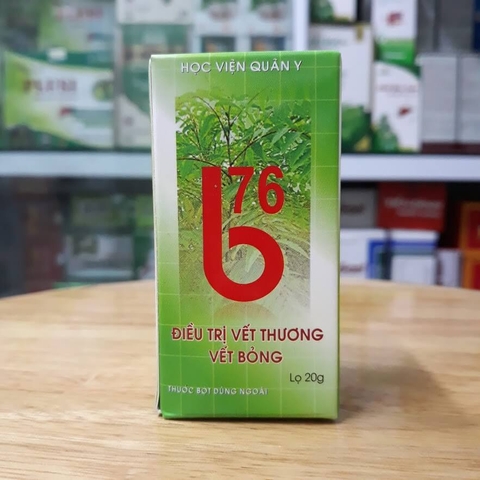 HỌC VIỆN QUÂN Y
b76
ĐIỀU TRỊ VẾT THƯƠNG
VẾT BỎNG
Lọ 20g
THUỐC BỘT DÙNG NGOÀI